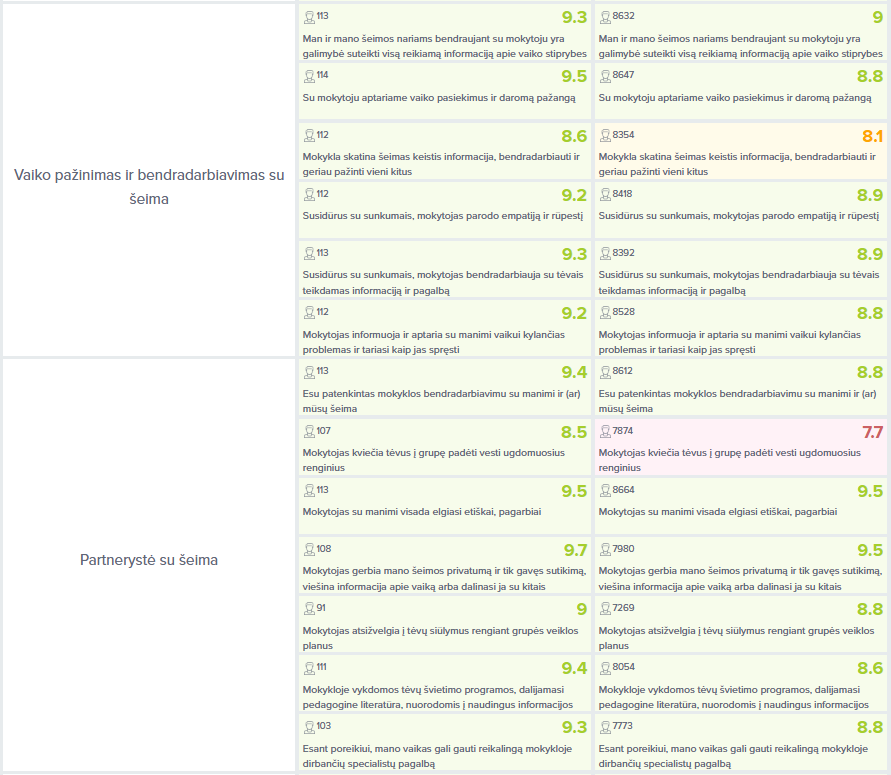 Vaiko pažinimas ir bendradarbiavimas su
šeima
113 9.3
Man ir mano šeimos nariams bendraujant su mokytoju yra
galimybė suteikti visą reikiamą informaciją apie vaiko stiprybes
8632 9
Man ir mano šeimos nariams bendraujant su mokytoju yra
galimybė suteikti visą reikiamą informaciją apie vaiko stiprybes
114 9.5
Su mokytoju aptariame vaiko pasiekimus ir daromą pažangą
8647 8.8
Su mokytoju aptariame vaiko pasiekimus ir daromą pažangą
112 8.6
Mokykla skatina šeimas keistis informacija, bendradarbiauti ir
geriau pažinti vieni kitus
8354 8.1
Mokykla skatina šeimas keistis informacija, bendradarbiauti ir
geriau pažinti vieni kitus
112 9.2
Susidūrus su sunkumais, mokytojas parodo empatiją ir rūpestį
8418 8.9
Susidūrus su sunkumais, mokytojas parodo empatiją ir rūpestį
113 9.3
Susidūrus su sunkumais, mokytojas bendradarbiauja su tėvais
teikdamas informaciją ir pagalbą
8392 8.9
Susidūrus su sunkumais, mokytojas bendradarbiauja su tėvais
teikdamas informaciją ir pagalbą
112 9.2
Mokytojas informuoja ir aptaria su manimi vaikui kylančias
problemas ir tariasi kaip jas spręsti
8528 8.8
Mokytojas informuoja ir aptaria su manimi vaikui kylančias
problemas ir tariasi kaip jas spręsti
Partnerystė su šeima
113 9.4
Esu patenkintas mokyklos bendradarbiavimu su manimi ir (ar)
mūsų šeima
8612 8.8
Esu patenkintas mokyklos bendradarbiavimu su manimi ir (ar)
mūsų šeima
107 8.5
Mokytojas kviečia tėvus į grupę padėti vesti ugdomuosius
renginius
7874 7.7
Mokytojas kviečia tėvus į grupę padėti vesti ugdomuosius
renginius
113 9.5
Mokytojas su manimi visada elgiasi etiškai, pagarbiai
8664 9.5
Mokytojas su manimi visada elgiasi etiškai, pagarbiai
108 9.7
Mokytojas gerbia mano šeimos privatumą ir tik gavęs sutikimą,
viešina informacija apie vaiką arba dalinasi ja su kitais
7980 9.5
Mokytojas gerbia mano šeimos privatumą ir tik gavęs sutikimą,
viešina informacija apie vaiką arba dalinasi ja su kitais
91 9
Mokytojas atsižvelgia į tėvų siūlymus rengiant grupės veiklos
planus
7269 8.8
Mokytojas atsižvelgia į tėvų siūlymus rengiant grupės veiklos
planus
111 9.4
Mokykloje vykdomos tėvų švietimo programos, dalijamasi
pedagogine literatūra, nuorodomis į naudingus informacijos
8054 8.6
Mokykloje vykdomos tėvų švietimo programos, dalijamasi
pedagogine literatūra, nuorodomis į naudingus informacijos
103 9.3
Esant poreikiui, mano vaikas gali gauti reikalingą mokykloje
dirbančių specialistų pagalbą
7773 8.8
Esant poreikiui, mano vaikas gali gauti reikalingą mokykloje
dirbančių specialistų pagalbą